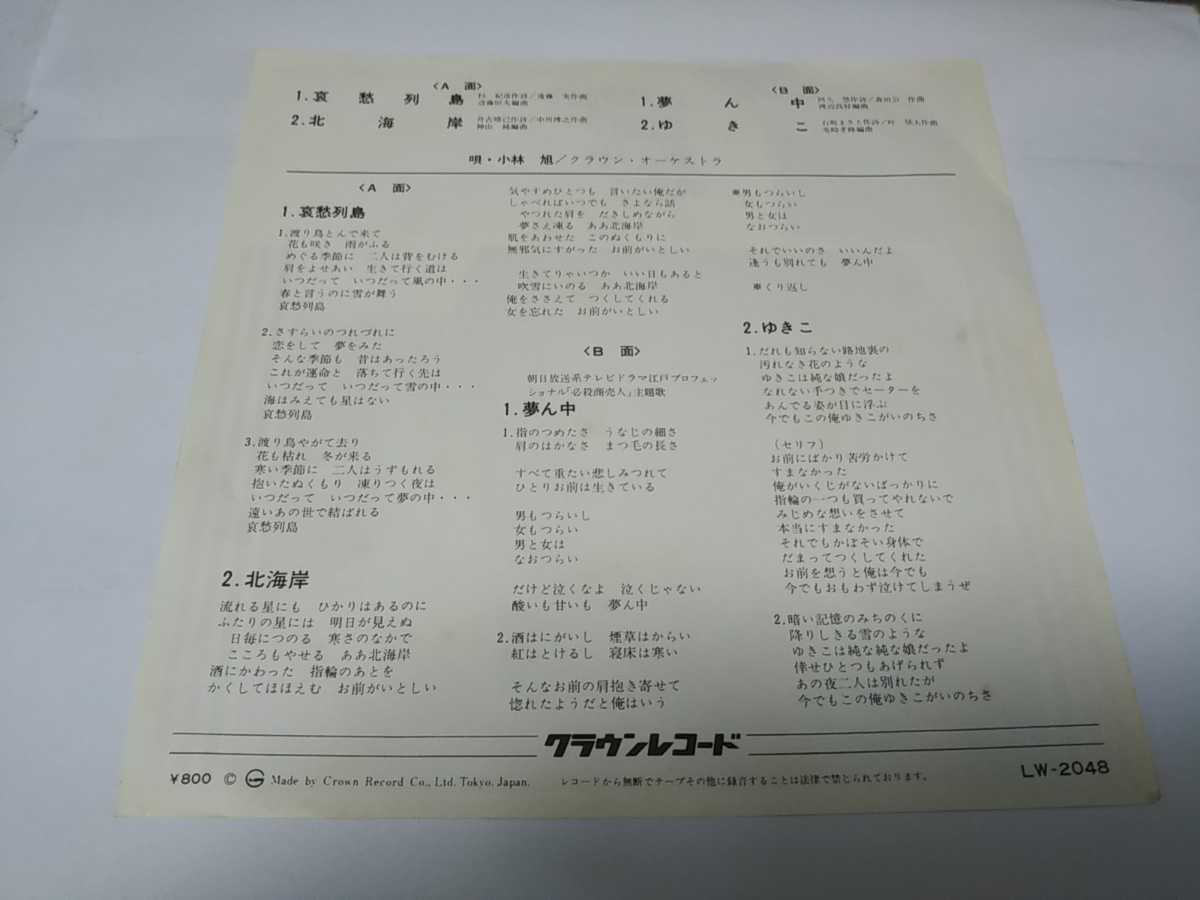 〈A 面〉
1.哀愁列島 杉 紀彦作詩/遠藤 実作曲
斎藤恒夫編曲
2.北海岸
〈B 面〉
1.夢ん中 阿久 悠作詩/
2.ゆきこ
唄・小林 旭/クラウン・オーケストラ
〈A 面〉
1.哀愁列島
1.渡り鳥とんで来て
花も咲き 雨がふる
めぐる季節に 二人は背をむける
肩をよせあい 生きて行く道は
いつだって いつだって風の中・・・
春と言うのに雪が舞う
哀愁列島
2.さすらいのつれづれに
恋をして 夢をみた
そんな季節も 昔はあったろう
これが運命と 落ちて行く先は
いつだって いつだって雪の中・・・
海はみえても星はない
哀愁列島
3.渡り鳥やがて去り
花も枯れ 冬が来る
寒い季節に 二人はうずもれる
抱いたぬくもり 凍りつく夜は
いつだって いつだって夢の中・・・
遠いあの世で結ばれる
哀愁列島
2.北海岸
流れる星にも ひかりはあるのに
ふたりの星には 明日が見えぬ
日毎につのる 寒さのなかで
こころもやせる ああ北海岸
酒にかわった 指輪のあとを
かくしてほほえむ お前がいとしい
気やすめひとつも 言いたい俺だが
しゃべればいつでも さよなら話
やつれた肩を だきしめながら
夢さえ凍る ああ北海岸
肌をあわせた このぬくもりに
無邪気にすがった お前がいとしい
生きてりゃいつか いい日もあると
吹雪にいのる ああ北海岸
俺をささえて つくしてくれる
女を忘れた お前がいとしい
〈B 面〉
朝日放送系テレビドラマ江戸プロフェッ
ショナル「必殺商売人」主題歌
1.夢ん中
1.指のつめたさ うなじの細さ
肩のはかなさ まつ毛の長さ
すべて重たい悲しみつれて
ひとりお前は生きている
男もつらいし
女もつらい
男と女は
なおつらい
だけど泣くなよ 泣くじゃない
酸いも甘いも 夢ん中
2.酒はにがいし 煙草はからい
紅はとけるし 寝床は寒い
そんなお前の肩抱き寄せて
惚れたようだと俺はいう
※男もつらいし
女もつらい
男と女は
なおつらい
それでいいのさ いいんだよ
逢うも別れても 夢ん中
※くり返し
2.ゆきこ
1.だれも知らない路地裏の
汚れなき花のような
ゆきこは純な娘だったよ
なれない手つきでセーターを
あんでる姿が目に浮ぶ
今でもこの俺ゆきこがいのちさ
(セリフ)
お前にばかり苦労かけて
すまなかった
俺がいくじがないばっかりに
指輪の一つも買ってやれないで
みじめな想いをさせて
本当にすまなかった
それでもかぼそい身体で
だまってつくしてくれた
お前を想うと俺は今でも
今でもおもわず泣けてしまうぜ
2.暗い記憶のみちのくに
降りしきる雪のような
ゆきこは純な純な娘だったよ
倖せひとつもあげられず
あの夜二人は別れたが
今でもこの俺ゆきこがいのちさ
クラウンレコード
¥800 © G Made by Crown Record Co., Ltd. Tokyo, Japan. レコードから無断でテープその他に録音することは法律で禁じられております。 LW-2048